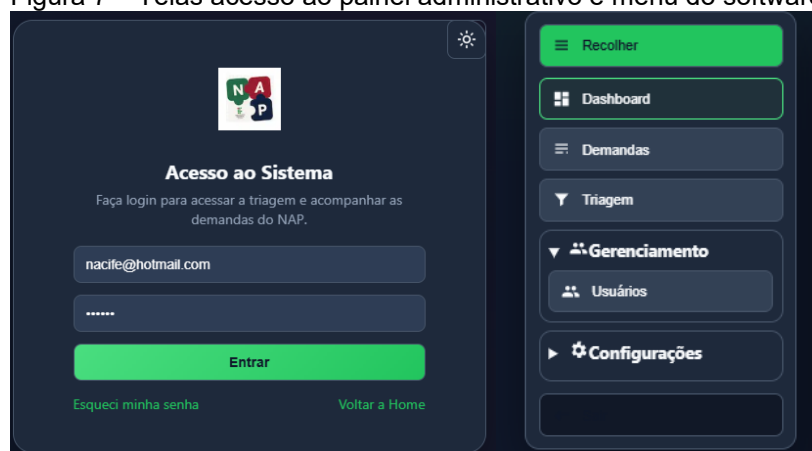 Figura 7 – Telas acesso ao painel administrativo e menu do software
N A
P
Acesso ao Sistema
Faça login para acessar a triagem e acompanhar as
demandas do NAP.
nacife@hotmail.com
••••••
Entrar
Esqueci minha senha
Voltar a Home
Recolher
Dashboard
Demandas
Triagem
Gerenciamento
Usuários
Configurações